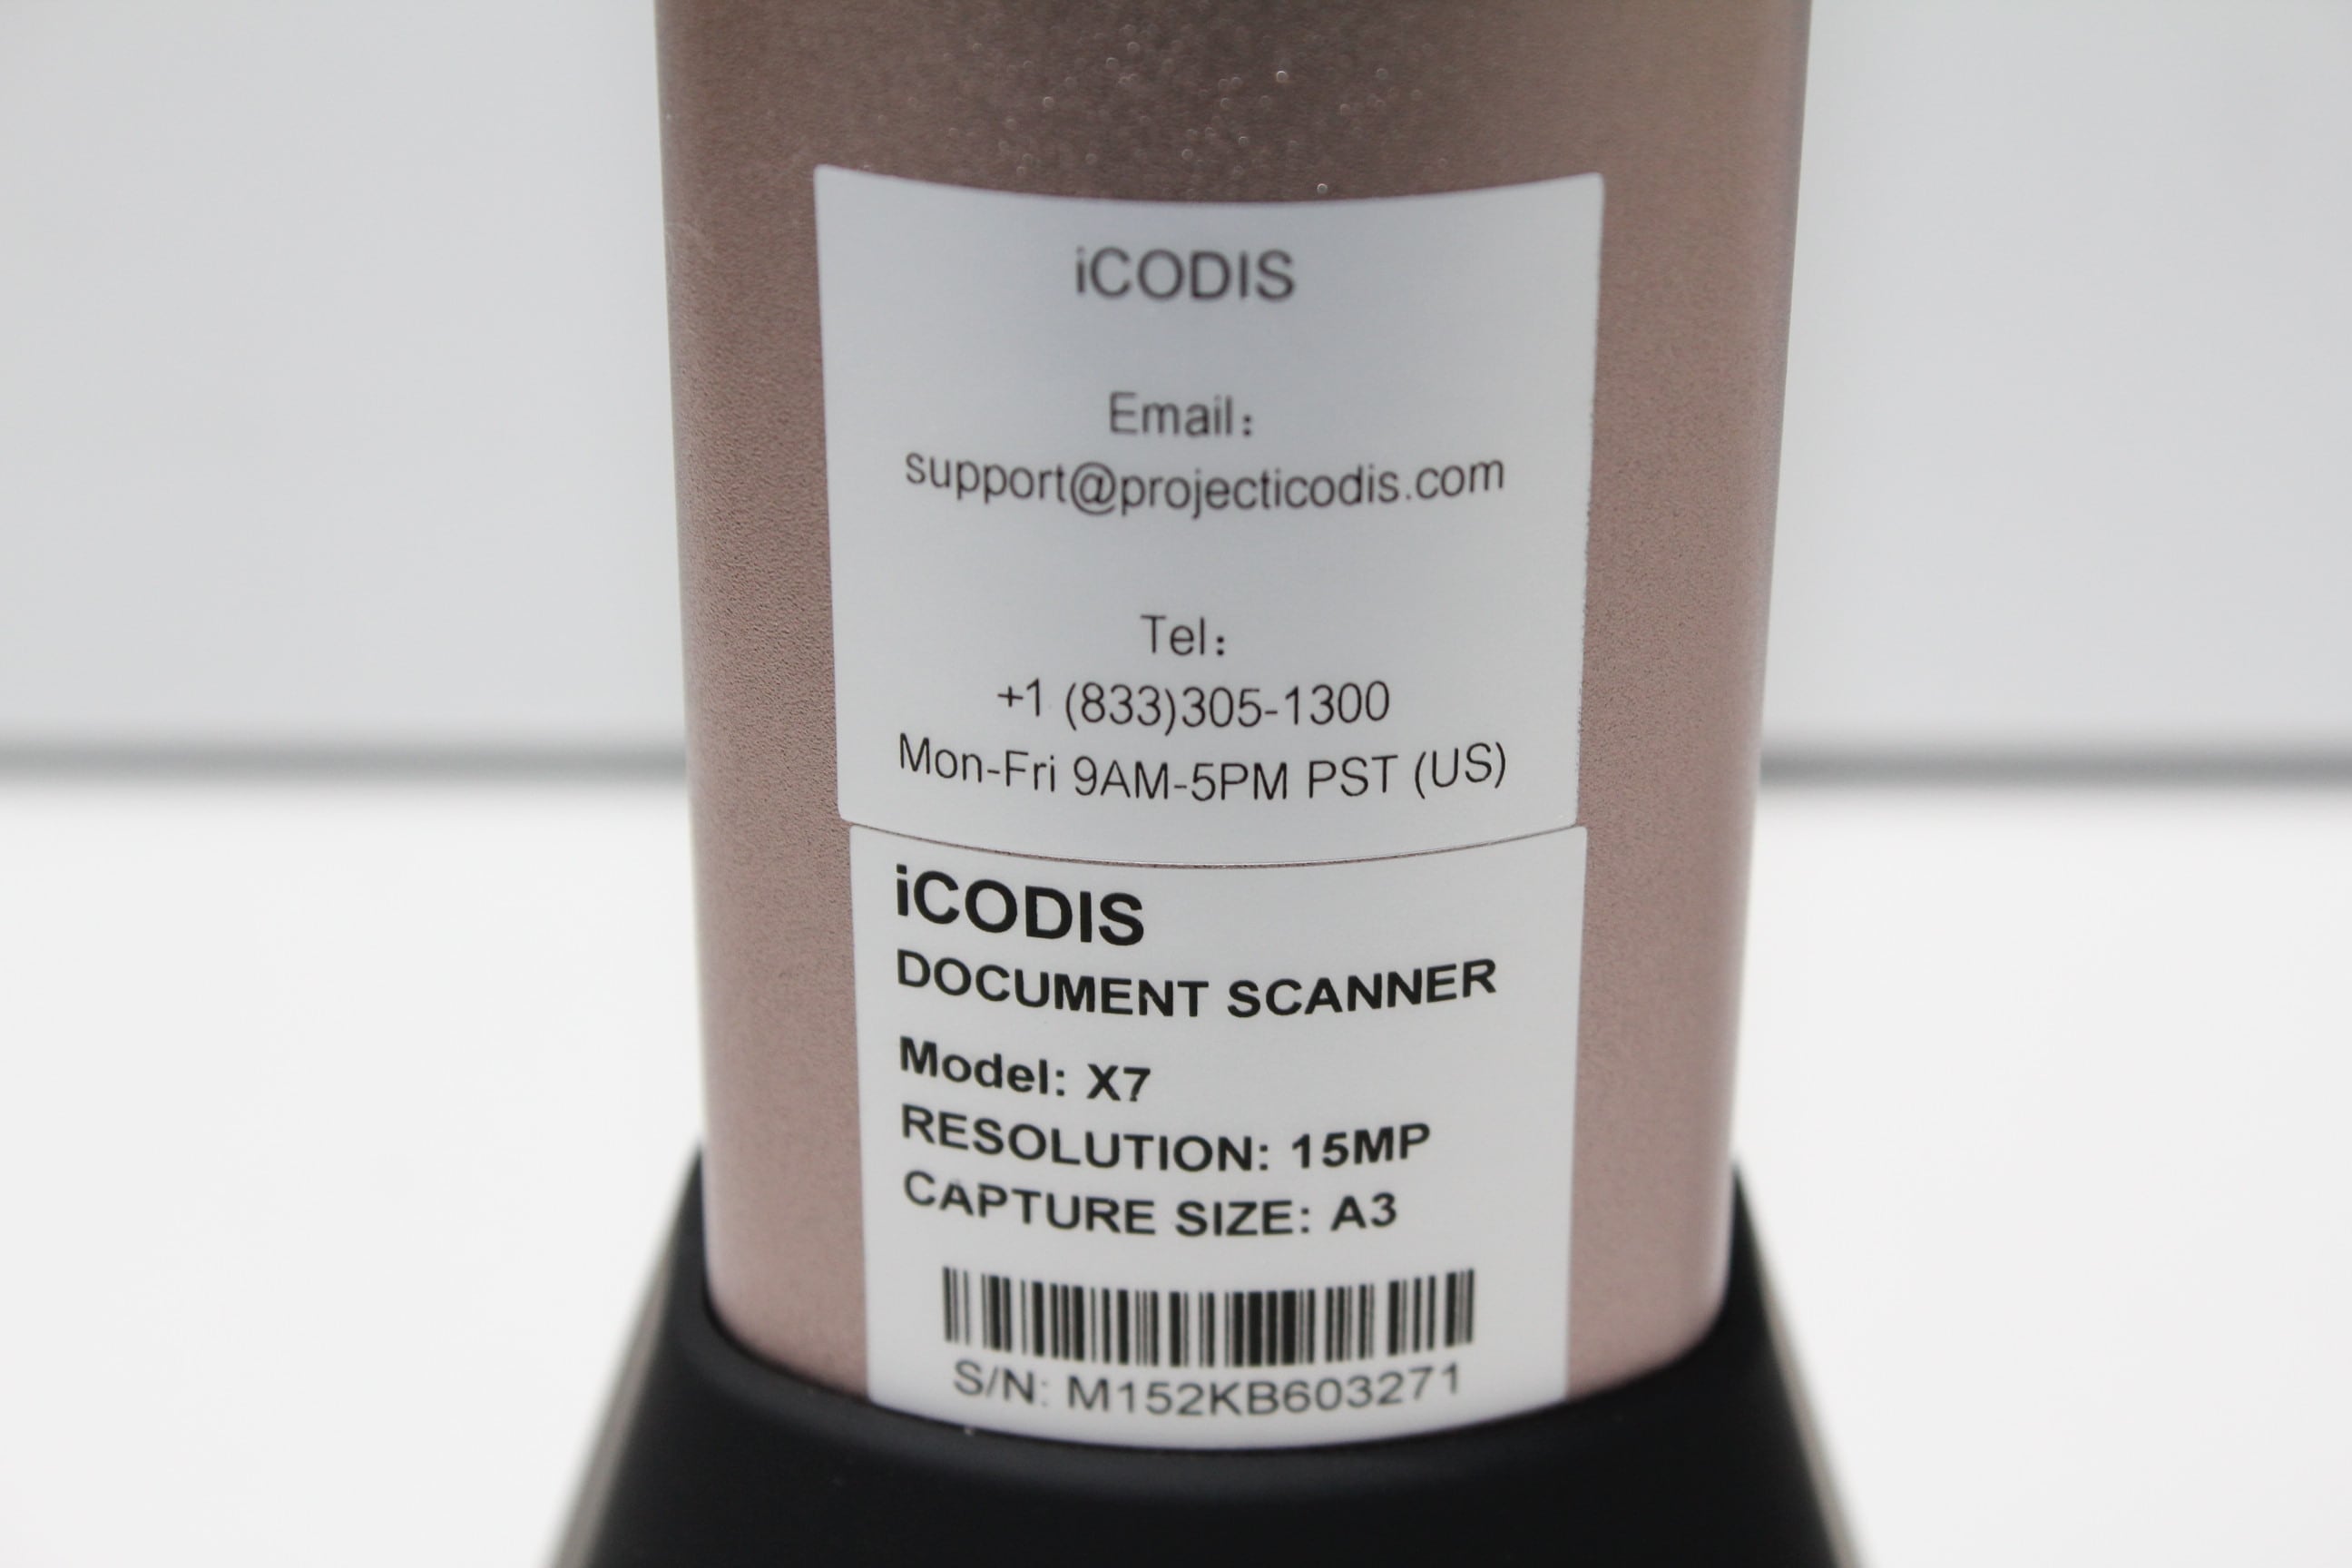 iCODIS
Email：
support@projecticodis.com
Tel：
+1 (833)305-1300
Mon-Fri 9AM-5PM PST (US)
iCODIS
DOCUMENT SCANNER
Model: X7
RESOLUTION: 15MP
CAPTURE SIZE: A3
S/N: M152KB603271